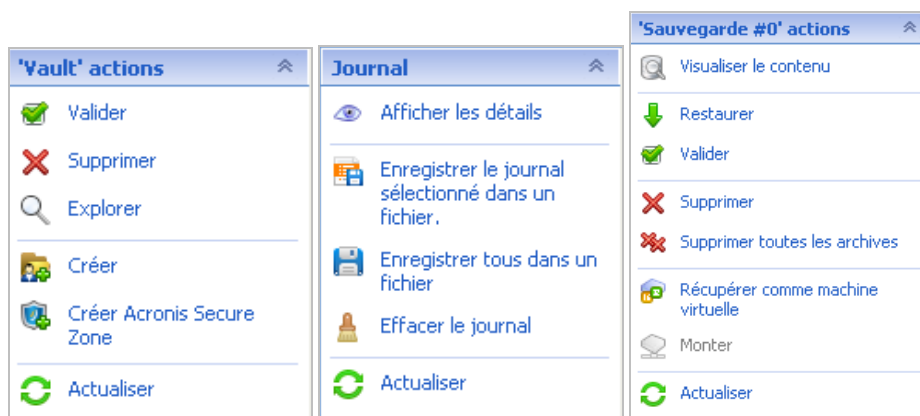 'Vault' actions
Valider
Supprimer
Explorer
Créer
Créer Acronis Secure
Zone
Actualiser
Journal
Afficher les détails
Enregistrer le journal
sélectionné dans un
fichier.
Enregistrer tous dans un
fichier
Effacer le journal
Actualiser
'Sauvegarde #0' actions
Visualiser le contenu
Restaurer
Valider
Supprimer
Supprimer toutes les archives
Récupérer comme machine
virtuelle
Monter
Actualiser